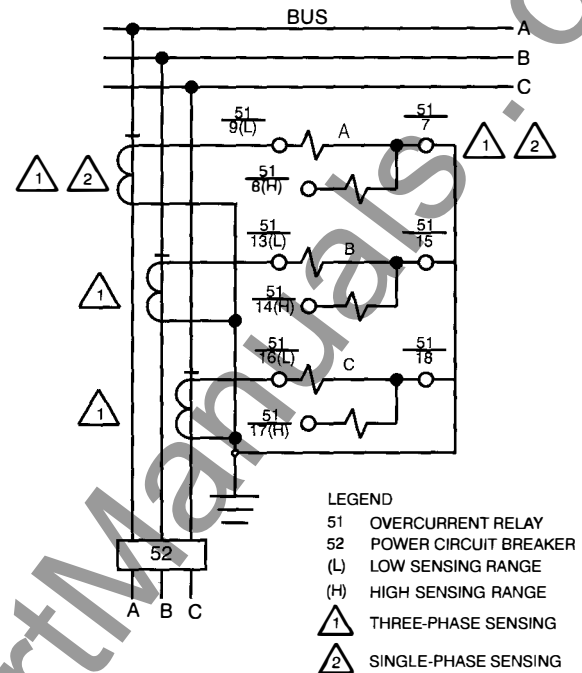 BUS
A
B
C
51
9(L)
A
51
7
1
2
1
2
51
8(H)
51
13(L)
B
51
15
1
51
14(H)
51
16(L)
C
51
18
1
51
17(H)
52
A B C
LEGEND
51 OVERCURRENT RELAY
52 POWER CIRCUIT BREAKER
(L) LOW SENSING RANGE
(H) HIGH SENSING RANGE
1 THREE-PHASE SENSING
2 SINGLE-PHASE SENSING